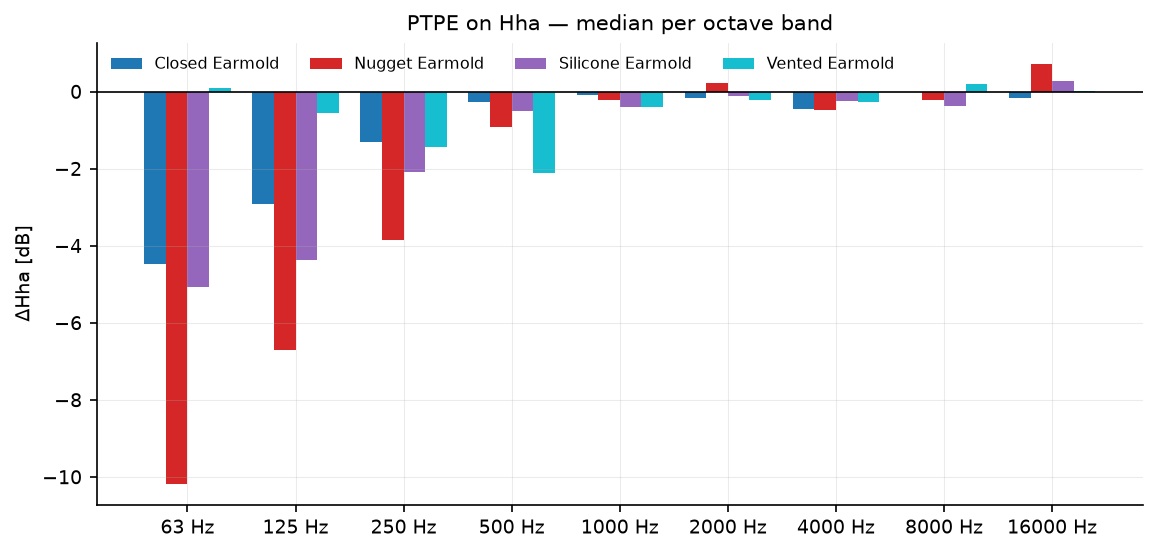 PTPE on Hha — median per octave band
Closed Earmold Nugget Earmold Silicone Earmold Vented Earmold
ΔHha [dB]
0
−2
−4
−6
−8
−10
63 Hz 125 Hz 250 Hz 500 Hz 1000 Hz 2000 Hz 4000 Hz 8000 Hz 16000 Hz